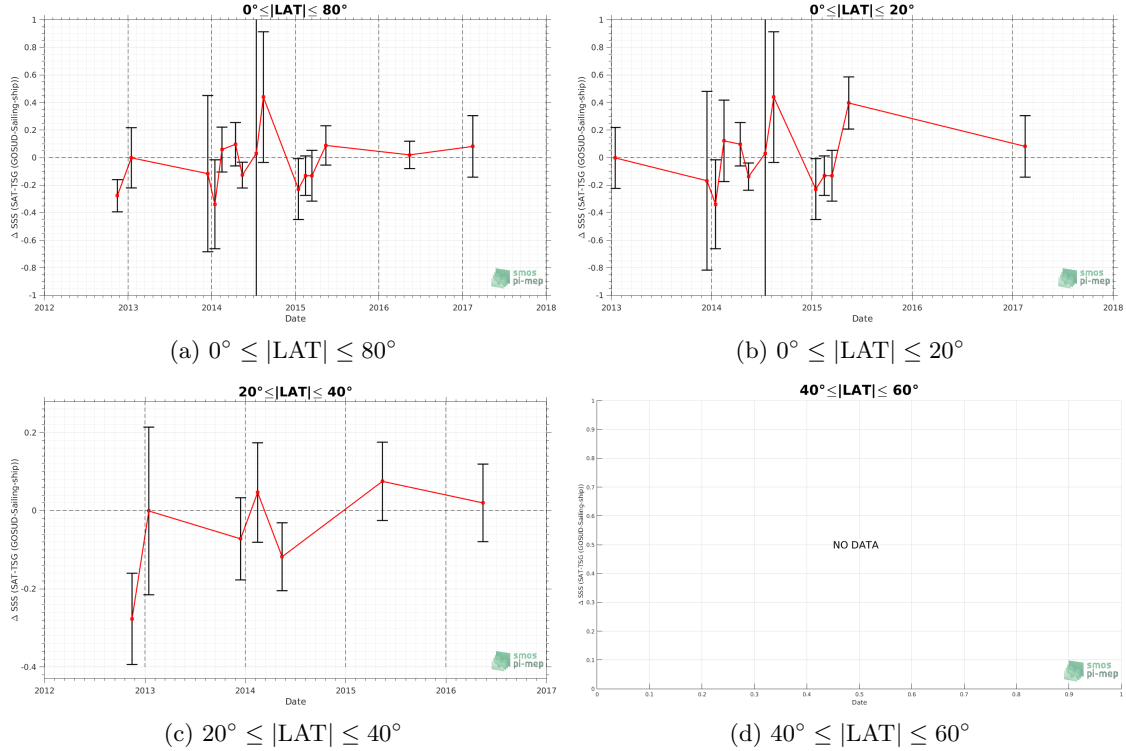 0°≤|LAT|≤ 80°
Δ SSS (SAT-TSG (GOSUD-Sailing-ship))
1
0.8
0.6
0.4
0.2
0
-0.2
-0.4
-0.6
-0.8
-1
2012 2013 2014 2015 2016 2017 2018
Date
smos
pi-mep
(a) 0° ≤ |LAT| ≤ 80°
0°≤|LAT|≤ 20°
Δ SSS (SAT-TSG (GOSUD-Sailing-ship))
1
0.8
0.6
0.4
0.2
0
-0.2
-0.4
-0.6
-0.8
-1
2013 2014 2015 2016 2017 2018
Date
smos
pi-mep
(b) 0° ≤ |LAT| ≤ 20°
20°≤|LAT|≤ 40°
Δ SSS (SAT-TSG (GOSUD-Sailing-ship))
0.2
0
-0.2
-0.4
2012 2013 2014 2015 2016 2017
Date
smos
pi-mep
(c) 20° ≤ |LAT| ≤ 40°
40°≤|LAT|≤ 60°
Δ SSS (SAT-TSG (GOSUD-Sailing-ship))
1
0.9
0.8
0.7
0.6
0.5
0.4
0.3
0.2
0.1
0
NO DATA
0 0.1 0.2 0.3 0.4 0.5 0.6 0.7 0.8 0.9 1
Date
smos
pi-mep
(d) 40° ≤ |LAT| ≤ 60°